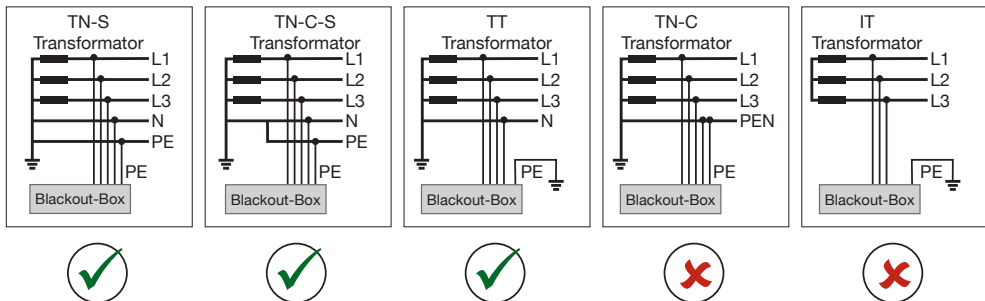 TN-S
Transformator
L1
L2
L3
N
PE
PE
Blackout-Box
TN-C-S
Transformator
L1
L2
L3
N
PE
PE
Blackout-Box
TT
Transformator
L1
L2
L3
N
PE
Blackout-Box
TN-C
Transformator
L1
L2
L3
PEN
PE
Blackout-Box
IT
Transformator
L1
L2
L3
PE
Blackout-Box